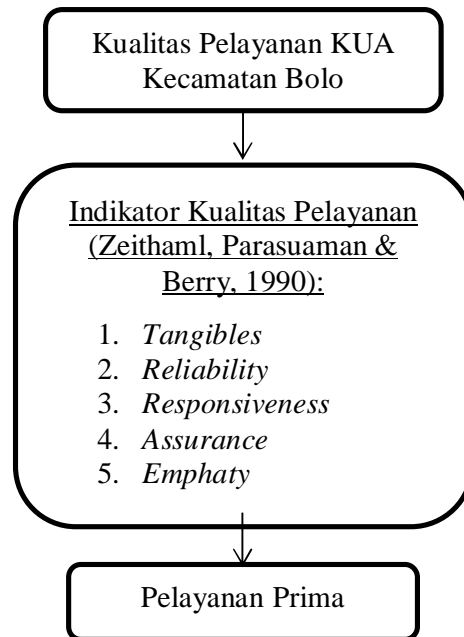 Kualitas Pelayanan KUA
Kecamatan Bolo
Indikator Kualitas Pelayanan
(Zeithaml, Parasuaman &
Berry, 1990):
1. Tangibles
2. Reliability
3. Responsiveness
4. Assurance
5. Emphaty
Pelayanan Prima